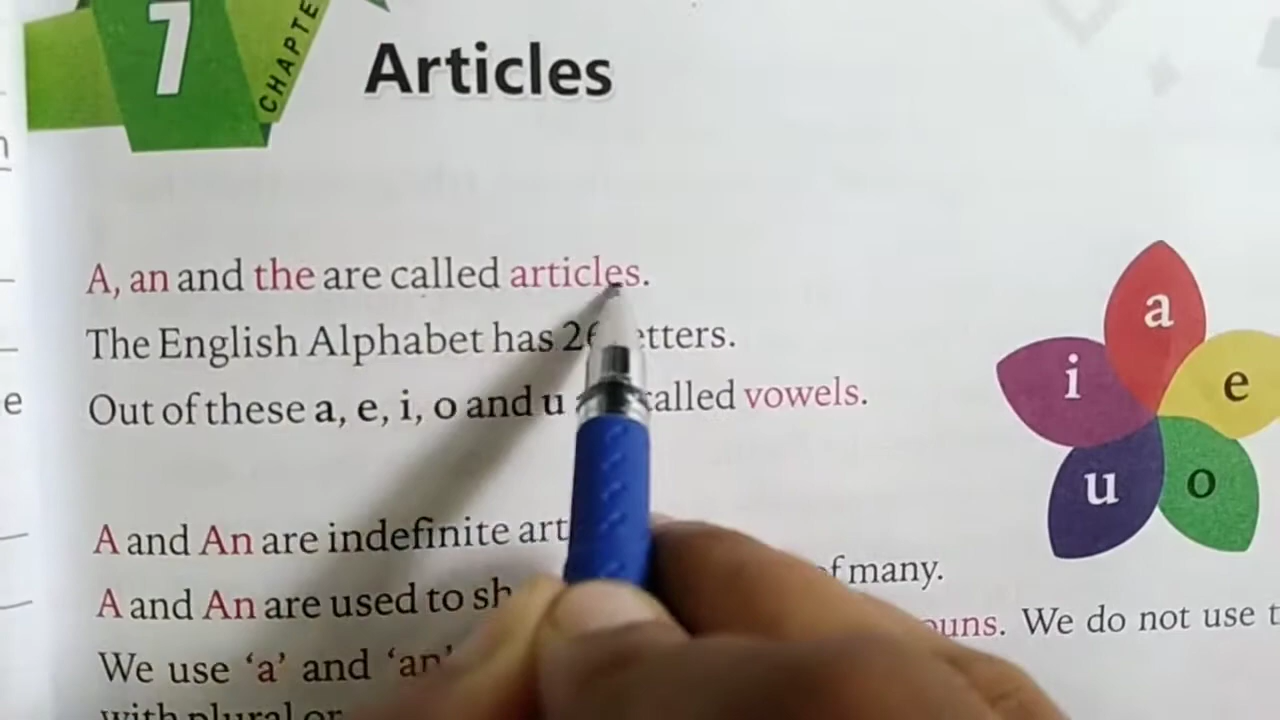 7
CHAPTE
Articles
A, an and the are called articles.
The English Alphabet has 26 letters.
Out of these a, e, i, o and u called vowels.
a
i
e
u
o
A and An are indefinite art
of many.
A and An are used to sh
ouns. We do not use t
We use 'a' and 'an'
with plural or
e